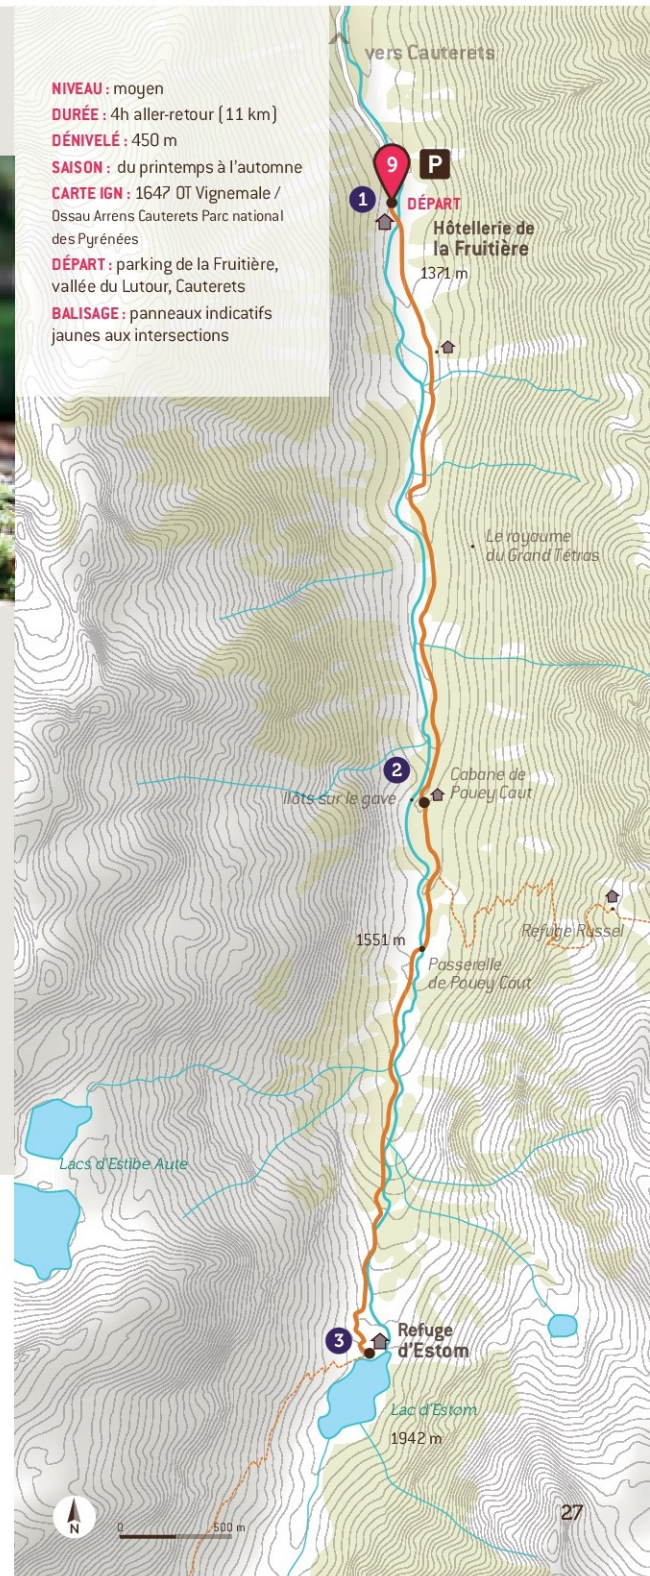 NIVEAU : moyen
DURÉE : 4h aller-retour (11 km)
DÉNIVELÉ : 450 m
SAISON : du printemps à l'automne
CARTE IGN : 1647 OT Vignemale /
Ossau Arrens Cauterets Parc national
des Pyrénées
DÉPART : parking de la Fruitière,
vallée du Lutour, Cauterets
BALISAGE : panneaux indicatifs
jaunes aux intersections
vers Cauterets
9
P
1
DÉPART
Hôtellerie de
la Fruitière
1371 m
Le royaume
du Grand Tétras
2
Cabane de
Pouey Caut
Ilôts sur le gave
Refuge Russel
1551 m
Passerelle
de Pouey Caut
Lacs d'Estibe Aute
3
Refuge
d'Estom
Lac d'Estom
1942 m
N
0 500 m
27